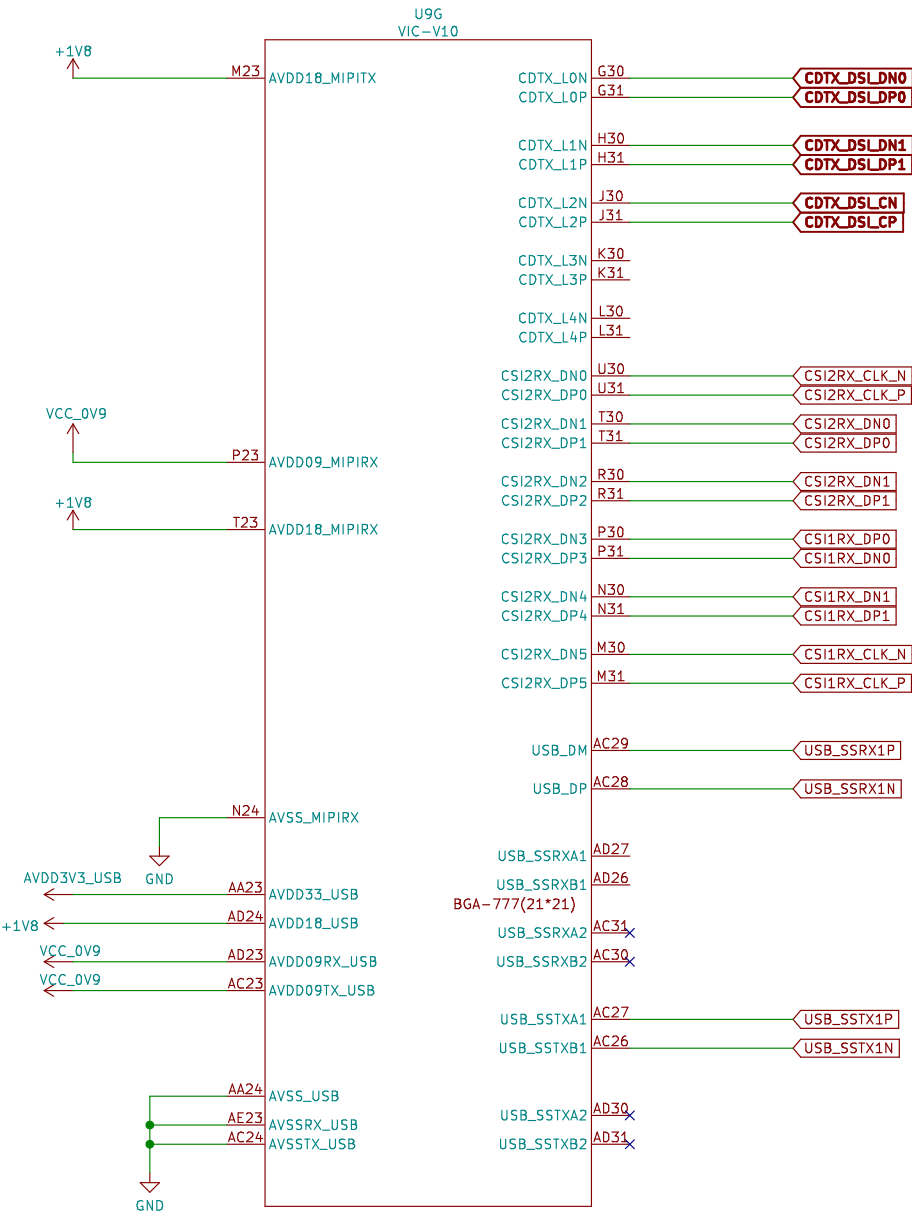 U9G
VIC-V10
+1V8
M23 AVDD18_MIPITX
CDTX_L0N G30 CDTX_DSI_DN0
CDTX_L0P G31 CDTX_DSI_DP0
CDTX_L1N H30 CDTX_DSI_DN1
CDTX_L1P H31 CDTX_DSI_DP1
CDTX_L2N J30 CDTX_DSI_CN
CDTX_L2P J31 CDTX_DSI_CP
CDTX_L3N K30
CDTX_L3P K31
CDTX_L4N L30
CDTX_L4P L31
CSI2RX_DN0 U30 CSI2RX_CLK_N
CSI2RX_DP0 U31 CSI2RX_CLK_P
VCC_0V9
CSI2RX_DN1 T30 CSI2RX_DN0
CSI2RX_DP1 T31 CSI2RX_DP0
P23 AVDD09_MIPIRX
CSI2RX_DN2 R30 CSI2RX_DN1
CSI2RX_DP2 R31 CSI2RX_DP1
+1V8
T23 AVDD18_MIPIRX
CSI2RX_DN3 P30 CSI1RX_DP0
CSI2RX_DP3 P31 CSI1RX_DN0
CSI2RX_DN4 N30 CSI1RX_DN1
CSI2RX_DP4 N31 CSI1RX_DP1
CSI2RX_DN5 M30 CSI1RX_CLK_N
CSI2RX_DP5 M31 CSI1RX_CLK_P
USB_DM AC29 USB_SSRX1P
USB_DP AC28 USB_SSRX1N
N24 AVSS_MIPIRX
GND
USB_SSRXA1 AD27
AVDD3V3_USB
USB_SSRXB1 AD26
AA23 AVDD33_USB
BGA-777(21*21)
+1V8
AD24 AVDD18_USB
USB_SSRXA2 AC31
VCC_0V9
AD23 AVDD09RX_USB
USB_SSRXB2 AC30
VCC_0V9
AC23 AVDD09TX_USB
USB_SSTXA1 AC27 USB_SSTX1P
USB_SSTXB1 AC26 USB_SSTX1N
AA24 AVSS_USB
USB_SSTXA2 AD30
AE23 AVSSRX_USB
AC24 AVSSTX_USB
USB_SSTXB2 AD31
GND